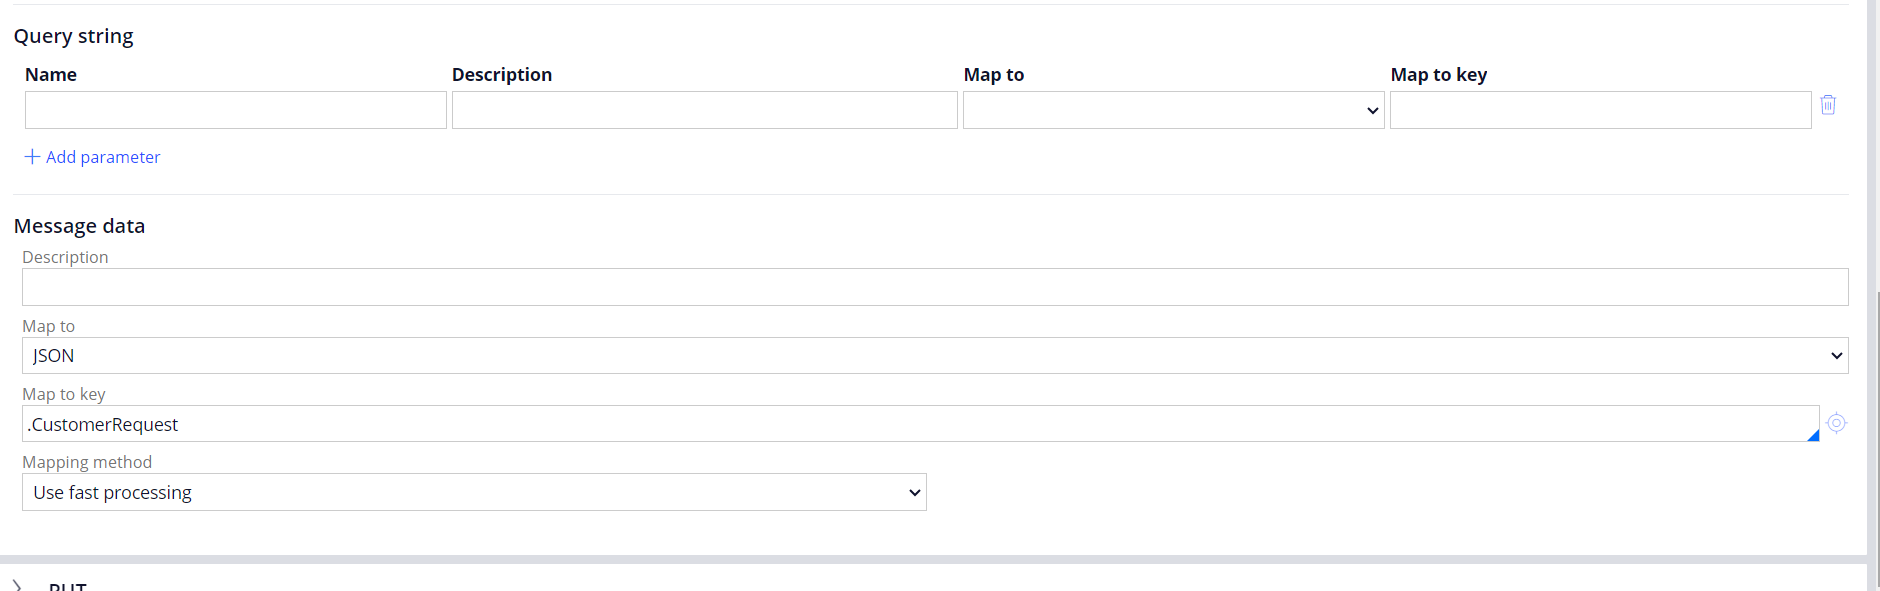 Query string
Name Description Map to Map to key
Add parameter
Message data
Description
Map to
JSON
Map to key
.CustomerRequest
Mapping method
Use fast processing
PUT